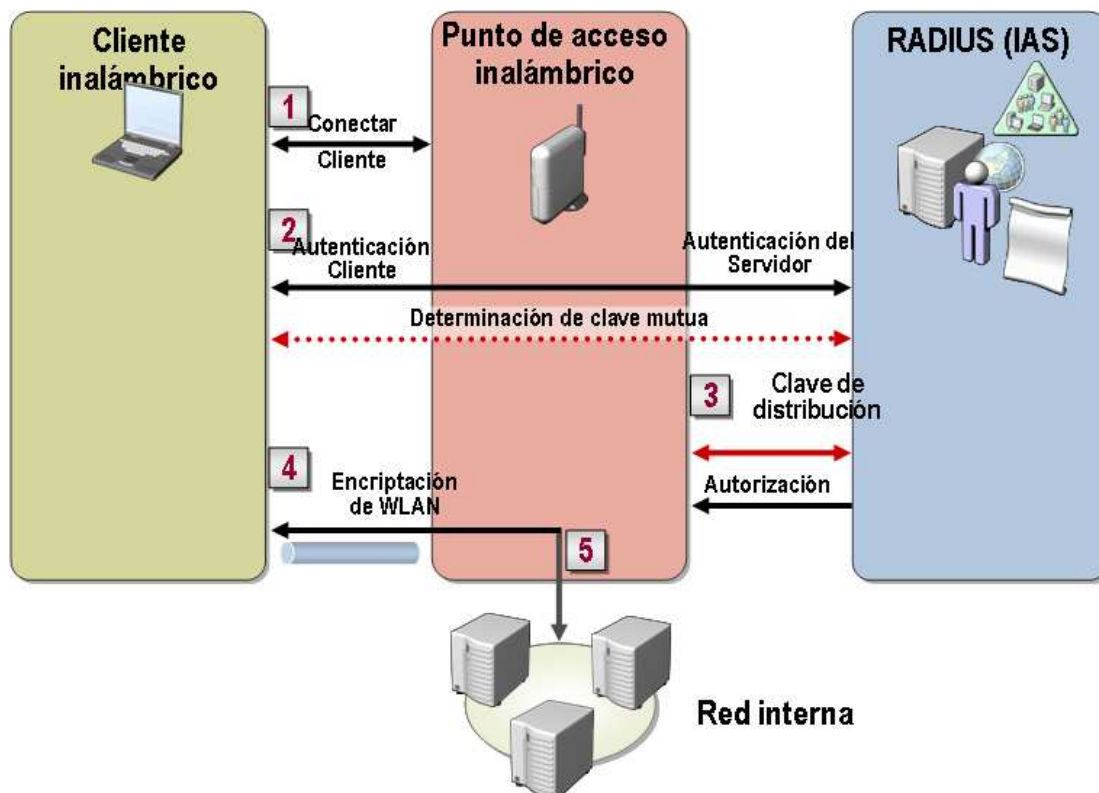 Cliente
inalámbrico
Punto de acceso
inalámbrico
RADIUS (IAS)
1
Conectar
Cliente
2
Autenticación
Cliente
Autenticación del
Servidor
Determinación de clave mutua
3
Clave de
distribución
Autorización
4
Encriptación
de WLAN
5
Red interna